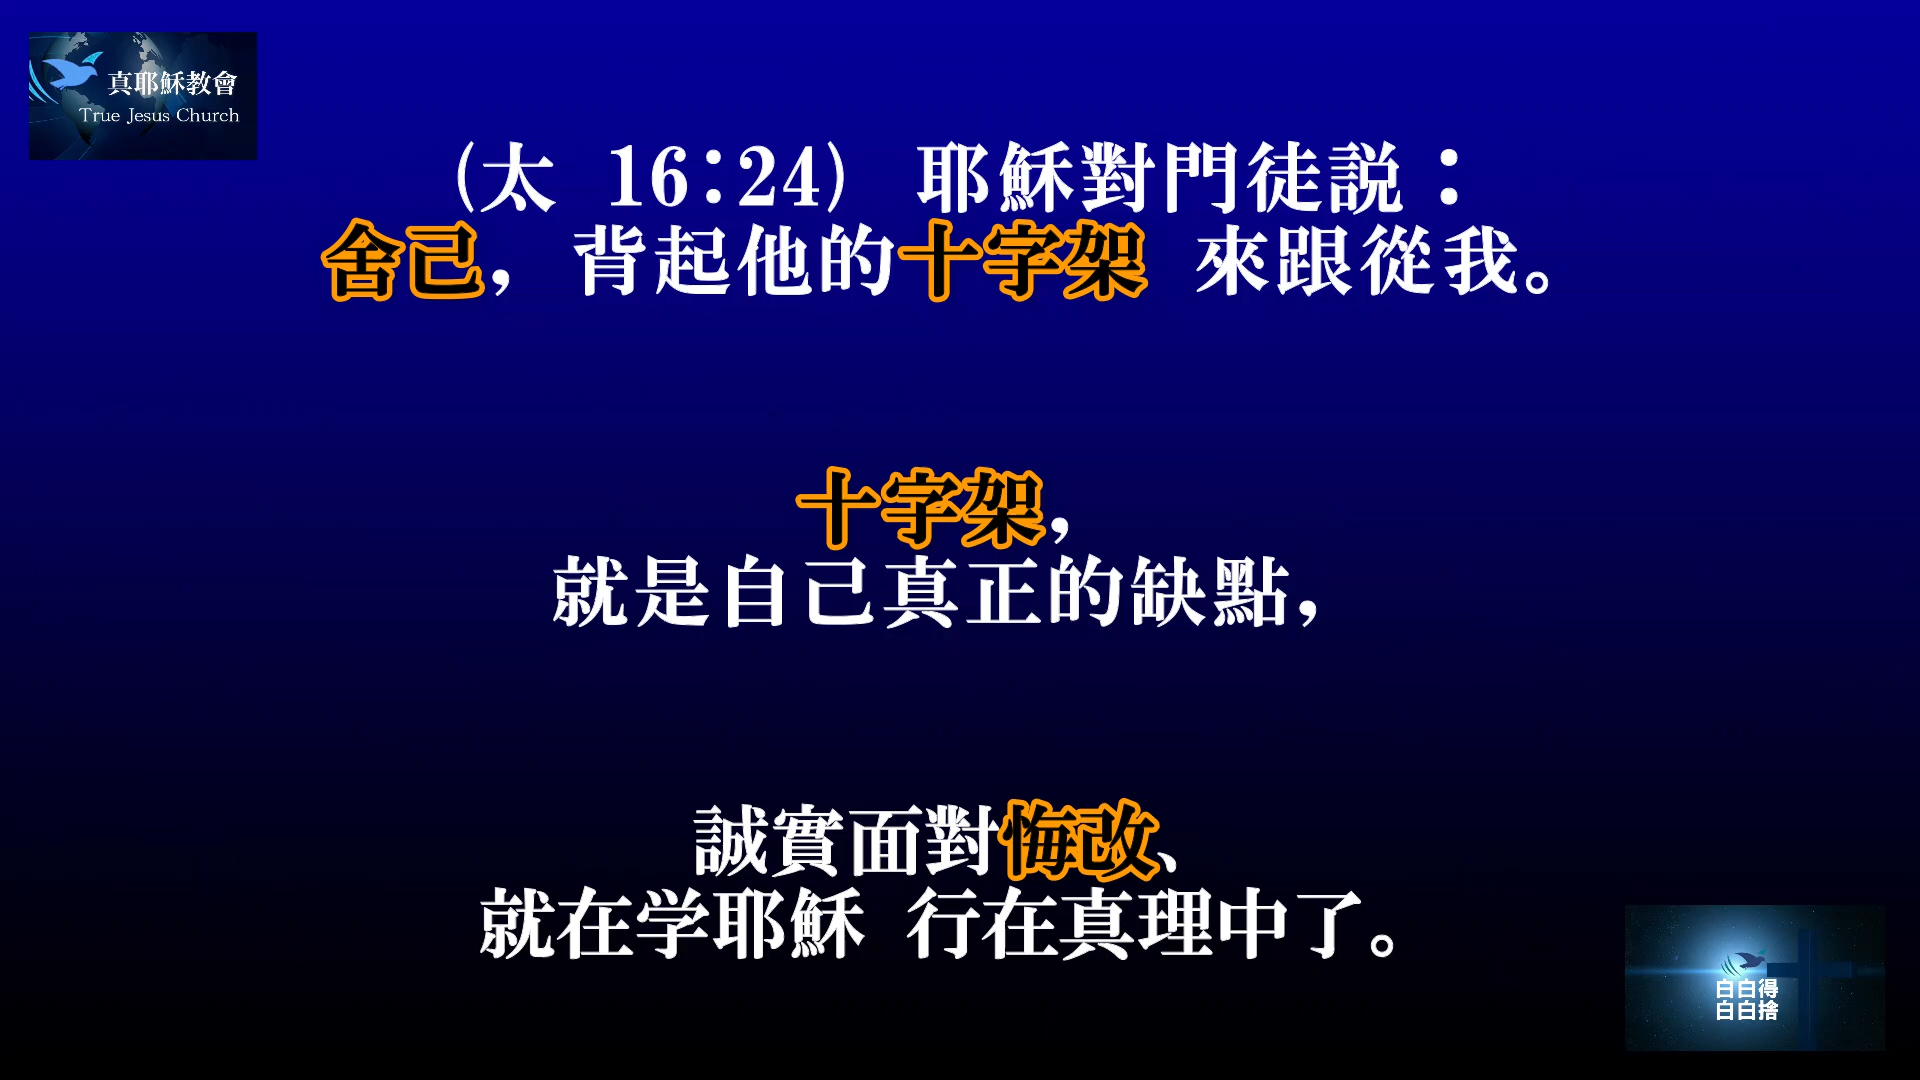 真耶穌教會
True Jesus Church
(太 16:24) 耶穌對門徒説：
舍己，背起他的十字架 來跟從我。
十字架，
就是自己真正的缺點，
誠實面對悔改、
就在学耶穌 行在真理中了。
白白得
白白捨